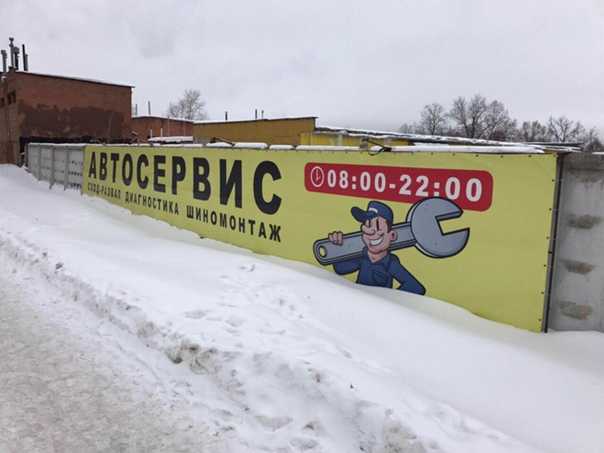 АВТОСЕРВИС
СХОД-РАЗВАЛ ДИАГНОСТИКА ШИНОМОНТАЖ
08:00-22:00